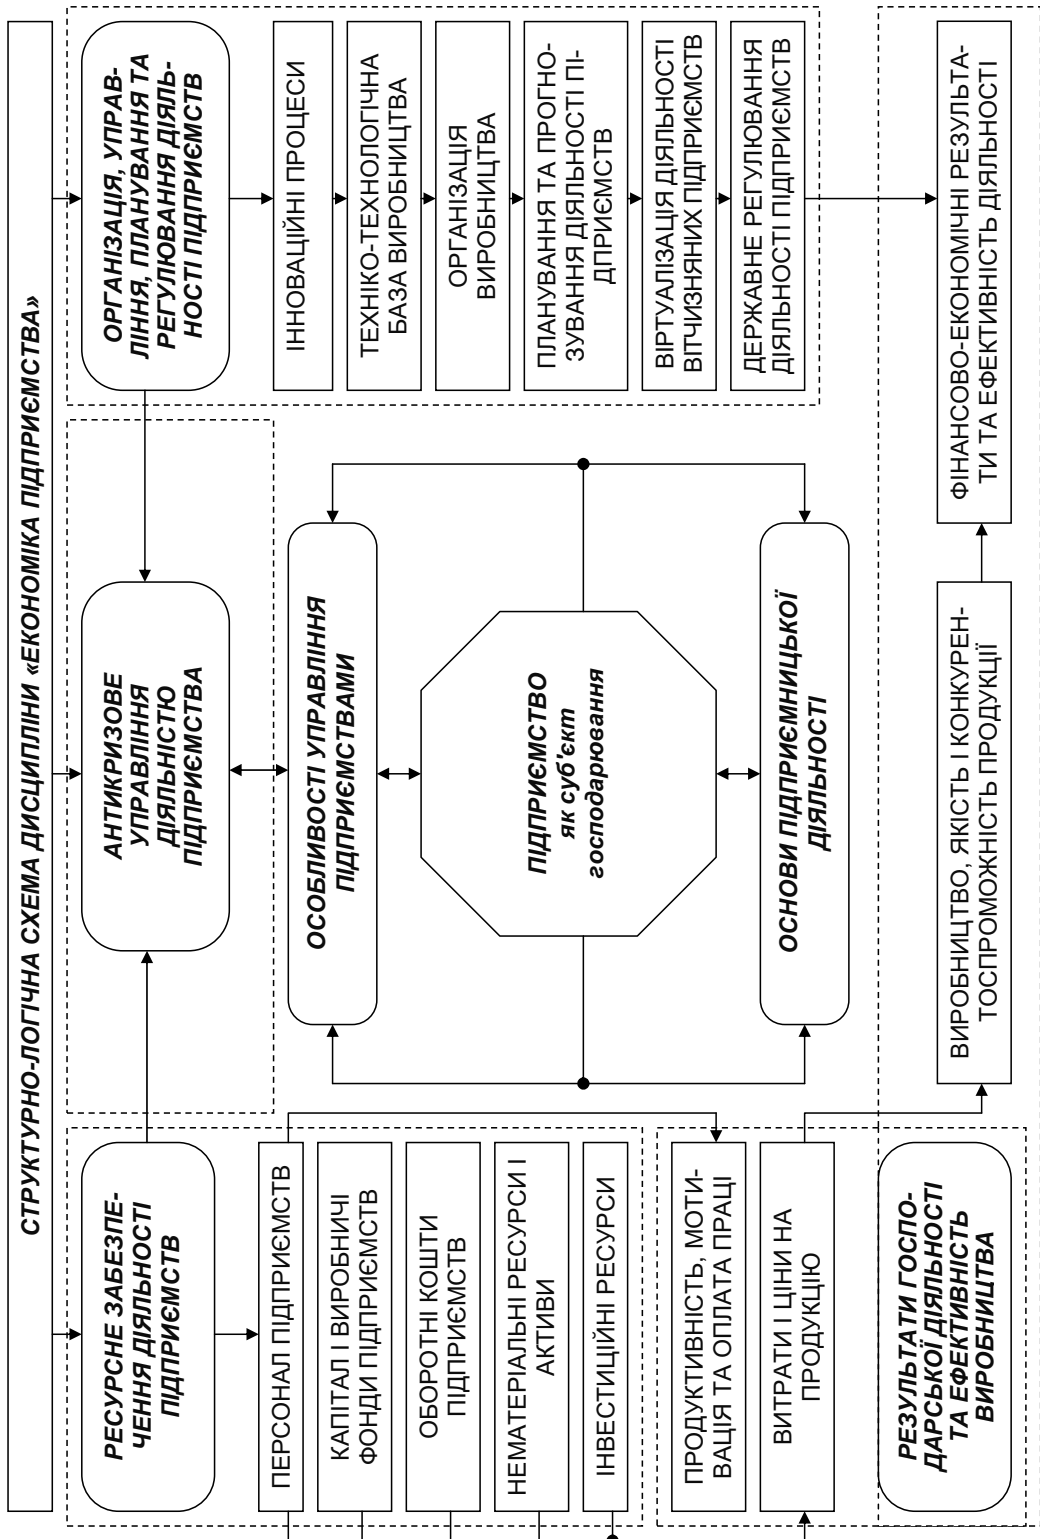 СТРУКТУРНО-ЛОГІЧНА СХЕМА ДИСЦИПЛІНИ «ЕКОНОМІКА ПІДПРИЄМСТВА»
РЕСУРСНЕ ЗАБЕЗПЕ-
ЧЕННЯ ДІЯЛЬНОСТІ
ПІДПРИЄМСТВ
АНТИКРИЗОВЕ
УПРАВЛІННЯ
ДІЯЛЬНІСТЮ
ПІДПРИЄМСТВА
ОРГАНІЗАЦІЯ, УПРАВ-
ЛІННЯ, ПЛАНУВАННЯ ТА
РЕГУЛЮВАННЯ ДІЯЛЬ-
НОСТІ ПІДПРИЄМСТВ
ПЕРСОНАЛ ПІДПРИЄМСТВ
КАПІТАЛ І ВИРОБНИЧІ
ФОНДИ ПІДПРИЄМСТВ
ОБОРОТНІ КОШТИ
ПІДПРИЄМСТВ
НЕМАТЕРІАЛЬНІ РЕСУРСИ І
АКТИВИ
ІНВЕСТИЦІЙНІ РЕСУРСИ
ОСОБЛИВОСТІ УПРАВЛІННЯ
ПІДПРИЄМСТВАМИ
ПІДПРИЄМСТВО
як суб'єкт
господарювання
ОСНОВИ ПІДПРИЄМНИЦЬКОЇ
ДІЯЛЬНОСТІ
ІННОВАЦІЙНІ ПРОЦЕСИ
ТЕХНІКО-ТЕХНОЛОГІЧНА
БАЗА ВИРОБНИЦТВА
ОРГАНІЗАЦІЯ
ВИРОБНИЦТВА
ПЛАНУВАННЯ ТА ПРОГНО-
ЗУВАННЯ ДІЯЛЬНОСТІ ПІ-
ДПРИЄМСТВ
ВІРТУАЛІЗАЦІЯ ДІЯЛЬНОСТІ
ВІТЧИЗНЯНИХ ПІДПРИЄМСТВ
ДЕРЖАВНЕ РЕГУЛЮВАННЯ
ДІЯЛЬНОСТІ ПІДПРИЄМСТВ
ПРОДУКТИВНІСТЬ, МОТИ-
ВАЦІЯ ТА ОПЛАТА ПРАЦІ
ВИТРАТИ І ЦІНИ НА
ПРОДУКЦІЮ
РЕЗУЛЬТАТИ ГОСПО-
ДАРСЬКОЇ ДІЯЛЬНОСТІ
ТА ЕФЕКТИВНІСТЬ
ВИРОБНИЦТВА
ВИРОБНИЦТВО, ЯКІСТЬ І КОНКУРЕН-
ТОСПРОМОЖНІСТЬ ПРОДУКЦІЇ
ФІНАНСОВО-ЕКОНОМІЧНІ РЕЗУЛЬТА-
ТИ ТА ЕФЕКТИВНІСТЬ ДІЯЛЬНОСТІ